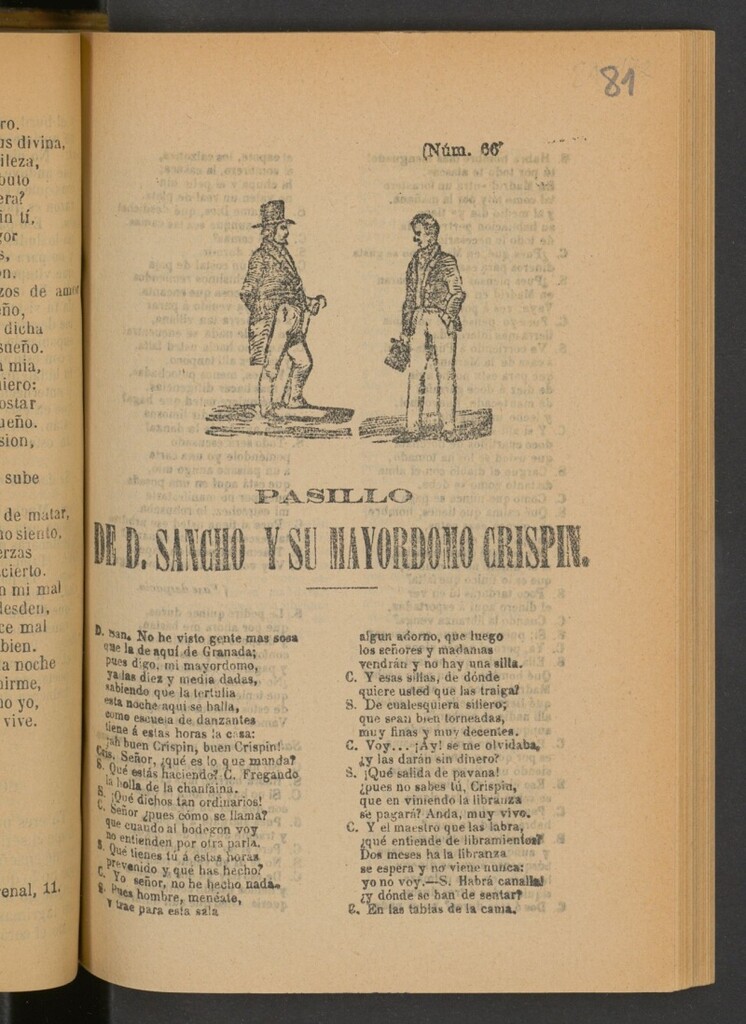 ro.
us divina,
ileza,
buto
era?
in tí,
yor
s,
on.
zos de amor
eño,
dicha
sueño.
a mia,
uiero:
ostar
ueño.
sion,
sube
de matar,
no siento,
erzas
cierto.
n mi mal
desden,
ce mal
bien.
a noche
nirme,
no yo,
vive.
enal, 11.
81
(Núm. 66
PASILLO
DE D. SANCHO Y SU MAYORDOMO CRISPIN.
D. San. No he visto gente mas sosa
que la de aquí de Granada;
pues digo, mi mayordomo,
ya las diez y media dadas,
sabiendo que la tertulia
esta noche aquí se balla,
como escuela de danzantes
tiene á estas horas la casa:
¡ah buen Crispin, buen Crispin!
Cris. Señor, ¿qué es lo que manda?
S. Qué estás haciendo? C. Fregando
la holla de la chanfaina.
S. ¡Qué dichos tan ordinarios!
C. Señor ¿pues cómo se llama?
que cuando al bodegon voy
no entienden por otra parla.
S. Qué tienes tú á estas horas
prevenido y qué has hecho?
C. Yo señor, no he hecho nada.
S. Pues hombre, menéate,
y trae para esta sala
algun adorno, que luego
los señores y madamas
vendrán y no hay una silla.
C. Y esas sillas, de dónde
quiere usted que las traiga?
S. De cualesquiera sillero;
que sean bien torneadas,
muy finas y muy decentes.
C. Voy... ¡Ay! se me olvidaba,
¿y las darán sin dinero?
S. ¡Qué salida de pavana!
¿pues no sabes tú, Crispin,
que en viniendo la libranza
se pagará? Anda, muy vivo.
C. Y el maestro que las labra,
¿qué entiende de libramientos?
Dos meses ha la libranza
se espera y no viene nunca:
yo no voy.—S. Habrá canalla!
¿y dónde se han de sentar?
C. En las tablas de la cama.